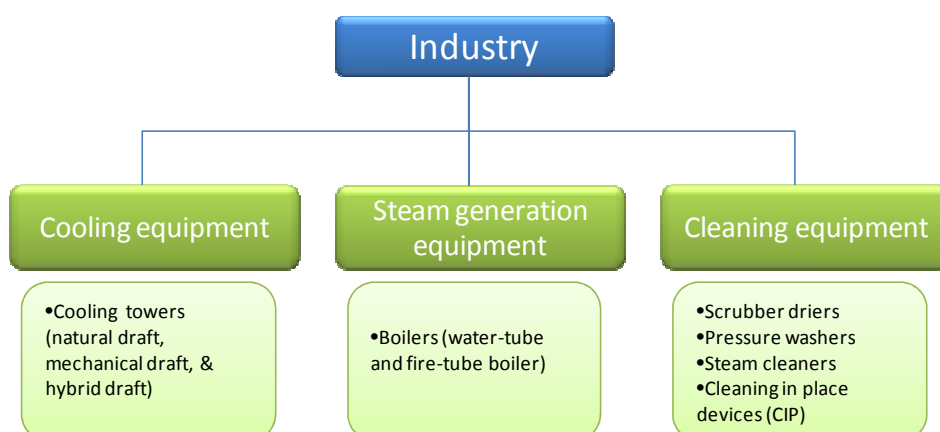 Industry
Cooling equipment
Steam generation
equipment
Cleaning equipment
•Cooling towers
(natural draft,
mechanical draft, &
hybrid draft)
•Boilers (water-tube
and fire-tube boiler)
•Scrubber driers
•Pressure washers
•Steam cleaners
•Cleaning in place
devices (CIP)